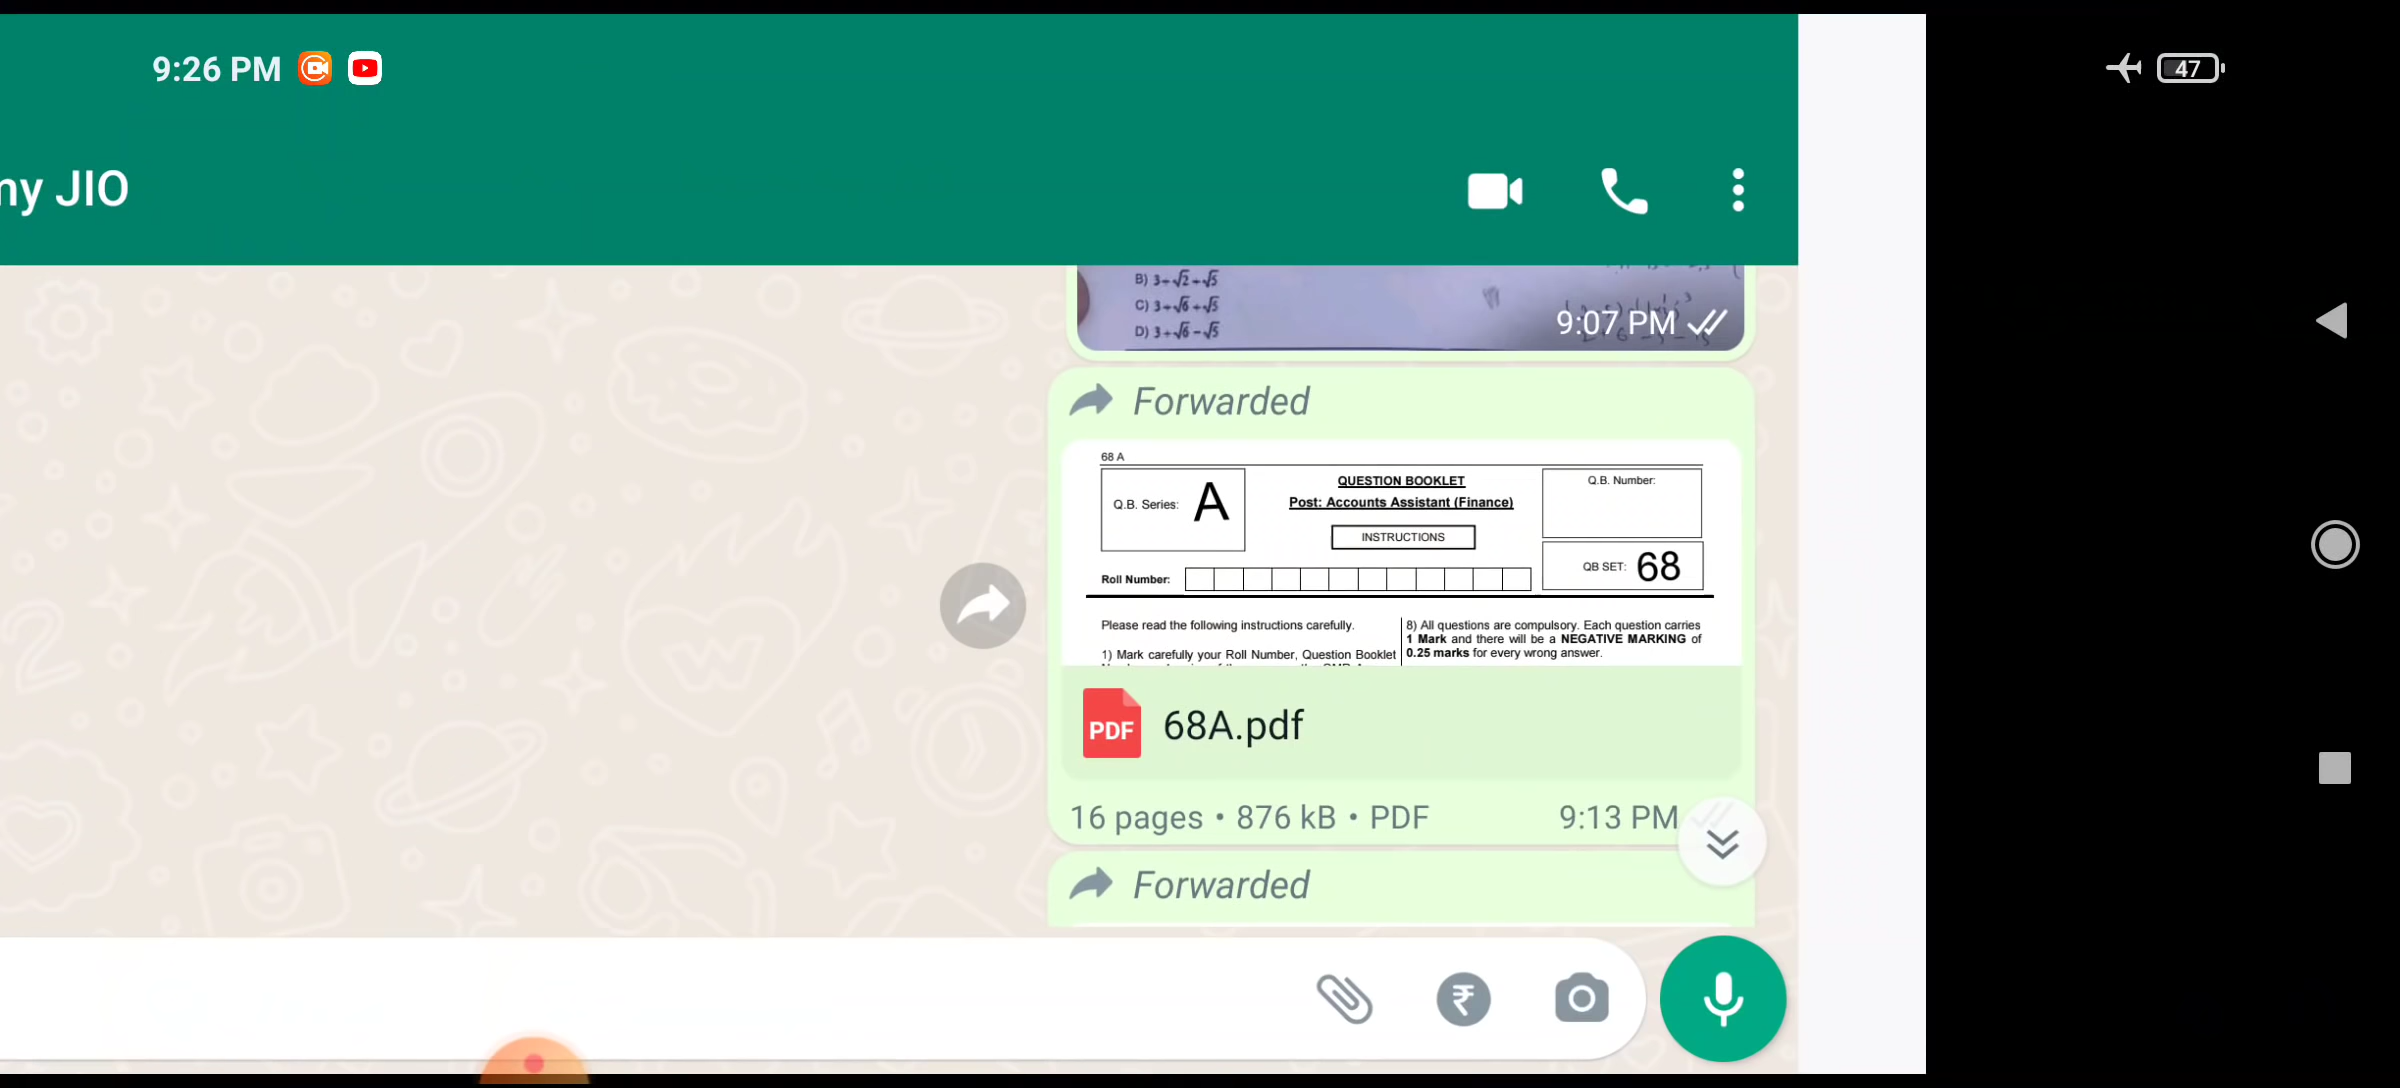 9:26 PM
47
ny JIO
B) 3+√2+√5
C) 3+√6+√5
D) 3+√6-√5
9:07 PM
Forwarded
68 A
Q.B. Series: A
QUESTION BOOKLET
Post: Accounts Assistant (Finance)
INSTRUCTIONS
Q.B. Number:
QB SET: 68
Roll Number:
Please read the following instructions carefully.
1) Mark carefully your Roll Number, Question Booklet
8) All questions are compulsory. Each question carries
1 Mark and there will be a NEGATIVE MARKING of
0.25 marks for every wrong answer.
PDF
68A.pdf
16 pages • 876 kB • PDF
9:13 PM
Forwarded